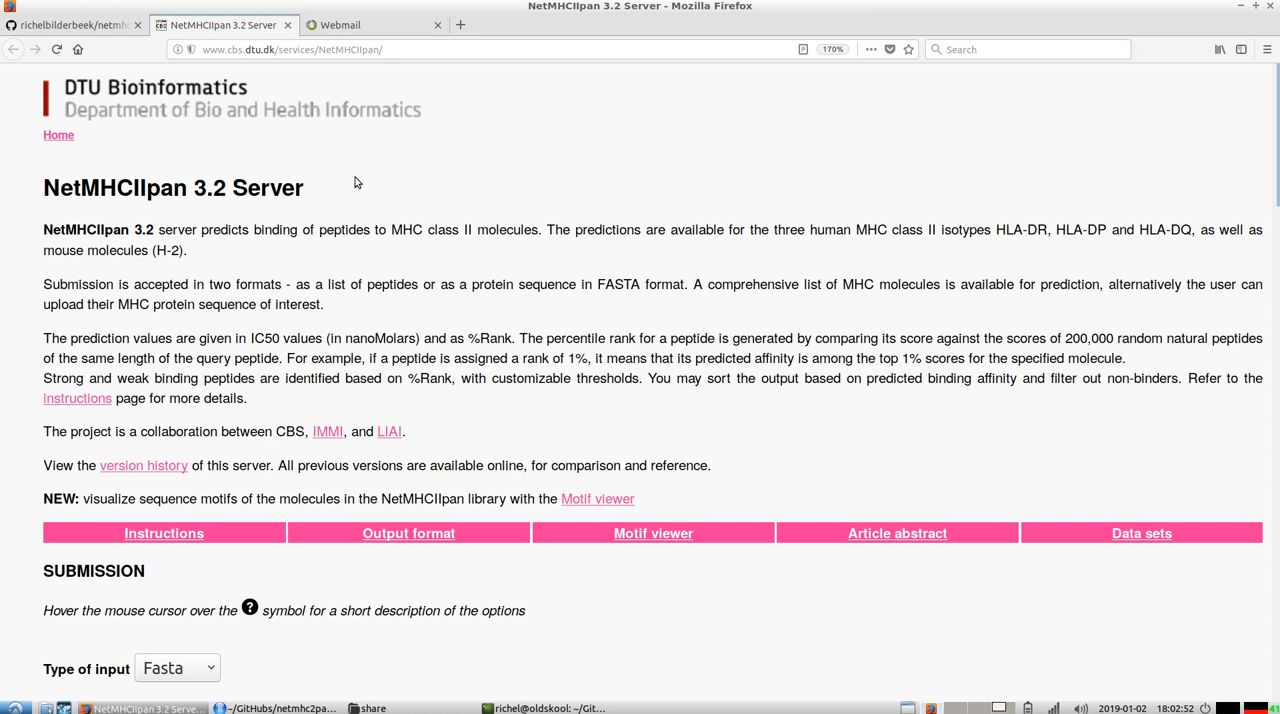 NetMHCIIpan 3.2 Server - Mozilla Firefox
richelbilderbeek/netmhc
NetMHCIIpan 3.2 Server
Webmail
www.cbs.dtu.dk/services/NetMHCIIpan/
170%
Search
DTU Bioinformatics
Department of Bio and Health Informatics
Home
NetMHCIIpan 3.2 Server
NetMHCIIpan 3.2 server predicts binding of peptides to MHC class II molecules. The predictions are available for the three human MHC class II isotypes HLA-DR, HLA-DP and HLA-DQ, as well as
mouse molecules (H-2).
Submission is accepted in two formats - as a list of peptides or as a protein sequence in FASTA format. A comprehensive list of MHC molecules is available for prediction, alternatively the user can
upload their MHC protein sequence of interest.
The prediction values are given in IC50 values (in nanoMolars) and as %Rank. The percentile rank for a peptide is generated by comparing its score against the scores of 200,000 random natural peptides
of the same length of the query peptide. For example, if a peptide is assigned a rank of 1%, it means that its predicted affinity is among the top 1% scores for the specified molecule.
Strong and weak binding peptides are identified based on %Rank, with customizable thresholds. You may sort the output based on predicted binding affinity and filter out non-binders. Refer to the
instructions page for more details.
The project is a collaboration between CBS, IMMI, and LIAI.
View the version history of this server. All previous versions are available online, for comparison and reference.
NEW: visualize sequence motifs of the molecules in the NetMHCIIpan library with the Motif viewer
Instructions Output format Motif viewer Article abstract Data sets
SUBMISSION
Hover the mouse cursor over the ? symbol for a short description of the options
Type of input Fasta
NetMHCIIpan 3.2 Serve... ~/GitHubs/netmhc2pa... share richel@oldskool: ~/Git... 2019-01-02 18:02:52